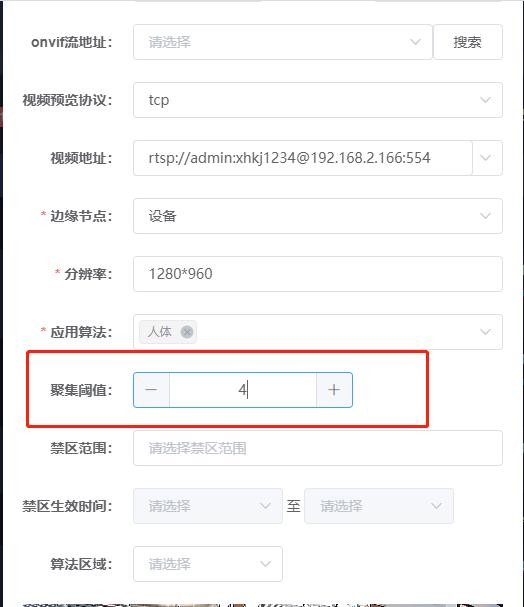 onvif流地址： 请选择 搜索
视频预览协议： tcp
视频地址： rtsp://admin:xhkj1234@192.168.2.166:554
* 边缘节点： 设备
* 分辨率： 1280*960
* 应用算法： 人体
聚集阈值： 4
禁区范围： 请选择禁区范围
禁区生效时间： 请选择 至 请选择
算法区域： 请选择